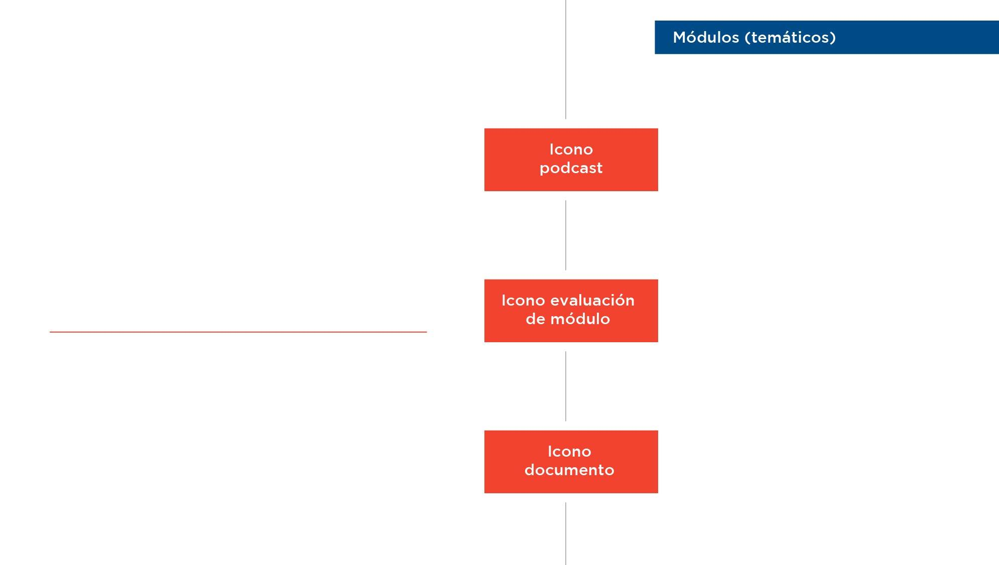 Módulos (temáticos)
Icono
podcast
Icono evaluación
de módulo
Icono
documento